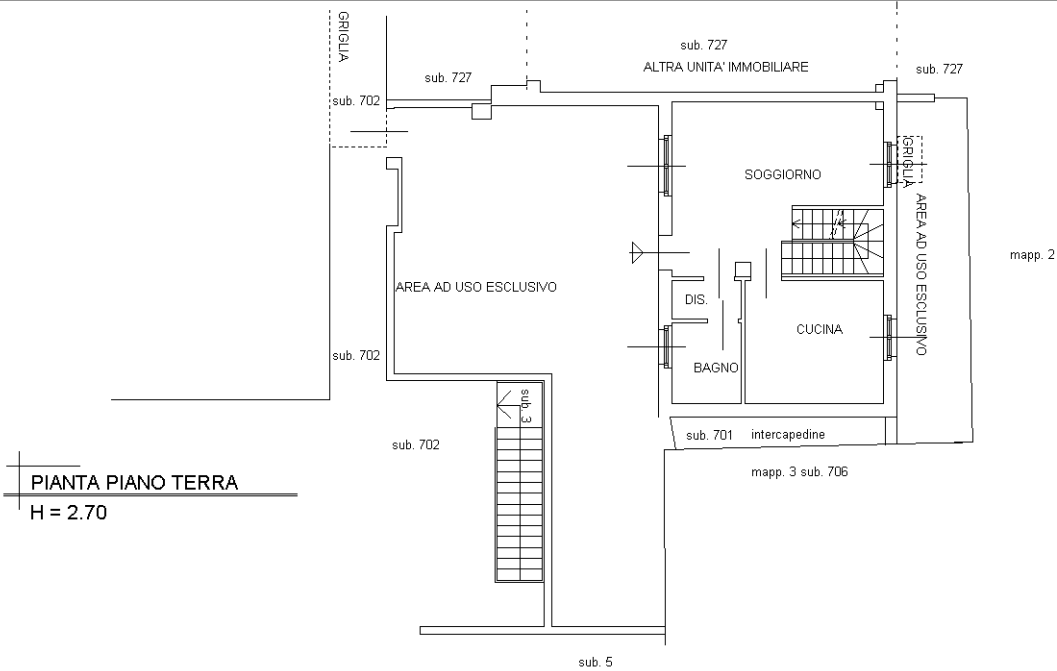 GRIGLIA
sub. 727
ALTRA UNITA' IMMOBILIARE
sub. 727
sub. 727
sub. 702
SOGGIORNO
GRIGLIA
AREA AD USO ESCLUSIVO
mapp. 2
AREA AD USO ESCLUSIVO
DIS.
CUCINA
sub. 702
BAGNO
sub. 3
sub. 702
sub. 701 intercapedine
mapp. 3 sub. 706
PIANTA PIANO TERRA
H = 2.70
sub. 5